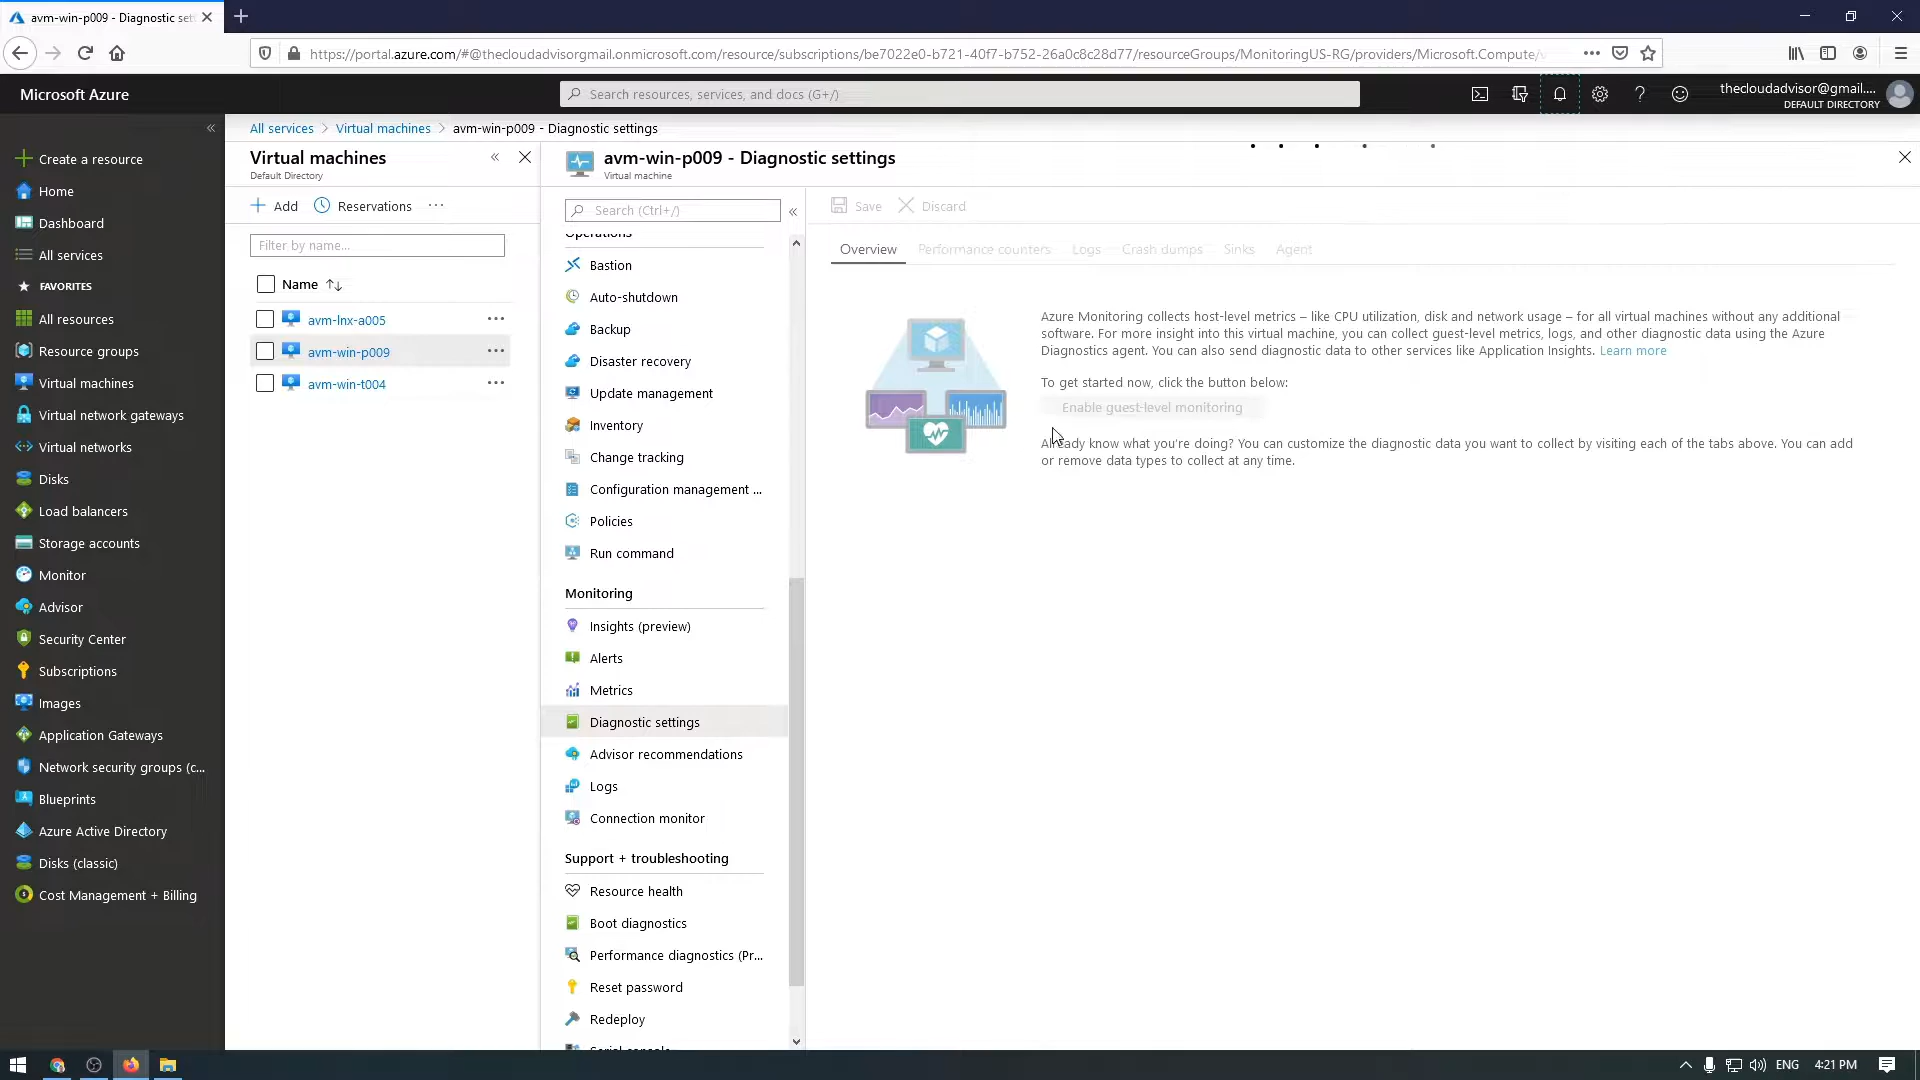 avm-win-p009 - Diagnostic set
https://portal.azure.com/#@thecloudadvisorgmail.onmicrosoft.com/resource/subscriptions/be7022e0-b721-40f7-b752-26a0c8c28d77/resourceGroups/MonitoringUS-RG/providers/Microsoft.Compute/
Microsoft Azure
Search resources, services, and docs (G+/)
thecloudadvisor@gmail....
DEFAULT DIRECTORY
All services > Virtual machines > avm-win-p009 - Diagnostic settings
Create a resource
Home
Dashboard
All services
FAVORITES
All resources
Resource groups
Virtual machines
Virtual network gateways
Virtual networks
Disks
Load balancers
Storage accounts
Monitor
Advisor
Security Center
Subscriptions
Images
Application Gateways
Network security groups (c...
Blueprints
Azure Active Directory
Disks (classic)
Cost Management + Billing
Virtual machines
Default Directory
Add
Reservations
Filter by name...
Name
avm-lnx-a005
avm-win-p009
avm-win-t004
avm-win-p009 - Diagnostic settings
Virtual machine
Search (Ctrl+/)
Operations
Bastion
Auto-shutdown
Backup
Disaster recovery
Update management
Inventory
Change tracking
Configuration management ...
Policies
Run command
Monitoring
Insights (preview)
Alerts
Metrics
Diagnostic settings
Advisor recommendations
Logs
Connection monitor
Support + troubleshooting
Resource health
Boot diagnostics
Performance diagnostics (Pr...
Reset password
Redeploy
Serial console
Save
Discard
Overview
Performance counters
Logs
Crash dumps
Sinks
Agent
Azure Monitoring collects host-level metrics – like CPU utilization, disk and network usage – for all virtual machines without any additional
software. For more insight into this virtual machine, you can collect guest-level metrics, logs, and other diagnostic data using the Azure
Diagnostics agent. You can also send diagnostic data to other services like Application Insights. Learn more
To get started now, click the button below:
Enable guest-level monitoring
Already know what you're doing? You can customize the diagnostic data you want to collect by visiting each of the tabs above. You can add
or remove data types to collect at any time.
ENG
4:21 PM